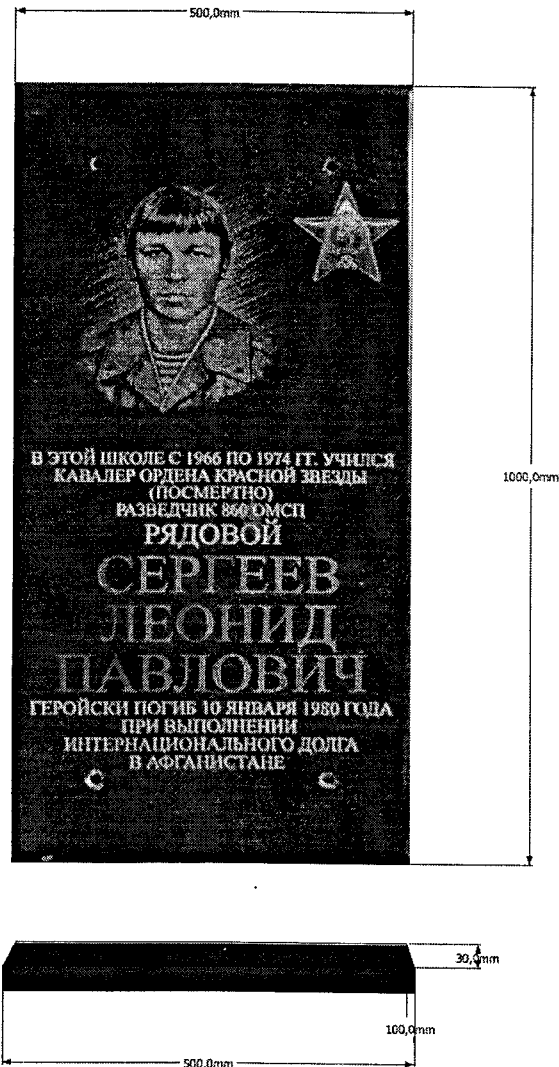 500,0mm
В ЭТОЙ ШКОЛЕ С 1966 ПО 1974 ГГ. УЧИЛСЯ
КАВАЛЕР ОРДЕНА КРАСНОЙ ЗВЕЗДЫ
(ПОСМЕРТНО)
РАЗВЕДЧИК 860 ОМСП
РЯДОВОЙ
СЕРГЕЕВ
ЛЕОНИД
ПАВЛОВИЧ
ГЕРОЙСКИ ПОГИБ 10 ЯНВАРЯ 1980 ГОДА
ПРИ ВЫПОЛНЕНИИ
ИНТЕРНАЦИОНАЛЬНОГО ДОЛГА
В АФГАНИСТАНЕ
1000,0mm
30,0mm
100,0mm
500,0mm